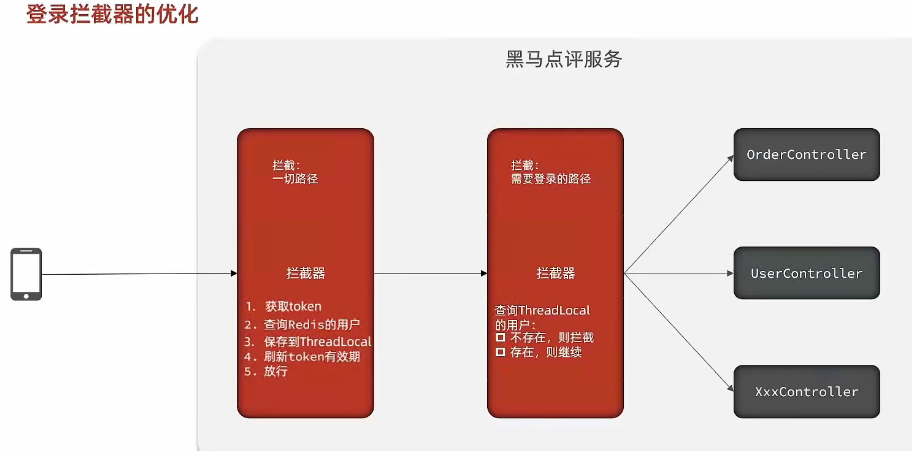 登录拦截器的优化
黑马点评服务
拦截：
一切路径
拦截器
1. 获取token
2. 查询Redis的用户
3. 保存到ThreadLocal
4. 刷新token有效期
5. 放行
拦截：
需要登录的路径
拦截器
查询ThreadLocal
的用户：
不存在，则拦截
存在，则继续
OrderController
UserController
XxxController